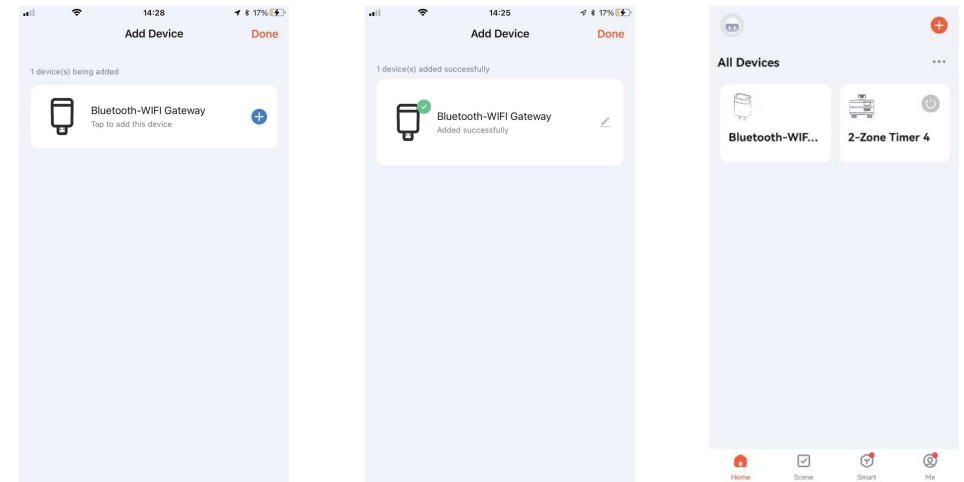 14:28
17%
Add Device
Done
1 device(s) being added
Bluetooth-WIFI Gateway
Tap to add this device
14:25
17%
Add Device
Done
1 device(s) added successfully
Bluetooth-WIFI Gateway
Added successfully
All Devices
Bluetooth-WIF...
2-Zone Timer 4
Home
Scene
Smart
Me